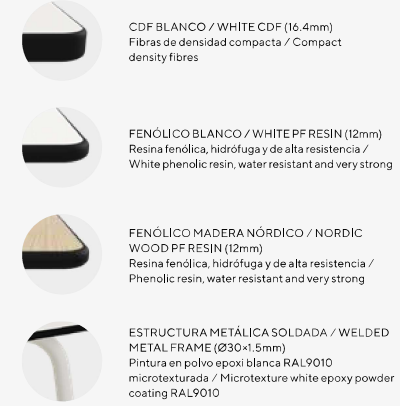 CDF BLANCO / WHITE CDF (16.4mm)
Fibras de densidad compacta / Compact
density fibres
FENÓLICO BLANCO / WHITE PF RESIN (12mm)
Resina fenólica, hidrófuga y de alta resistencia /
White phenolic resin, water resistant and very strong
FENÓLICO MADERA NÓRDICO / NORDIC
WOOD PF RESIN (12mm)
Resina fenólica, hidrófuga y de alta resistencia /
Phenolic resin, water resistant and very strong
ESTRUCTURA METÁLICA SOLDADA / WELDED
METAL FRAME (Ø30×1.5mm)
Pintura en polvo epoxi blanca RAL9010
microtexturada / Microtexture white epoxy powder
coating RAL9010